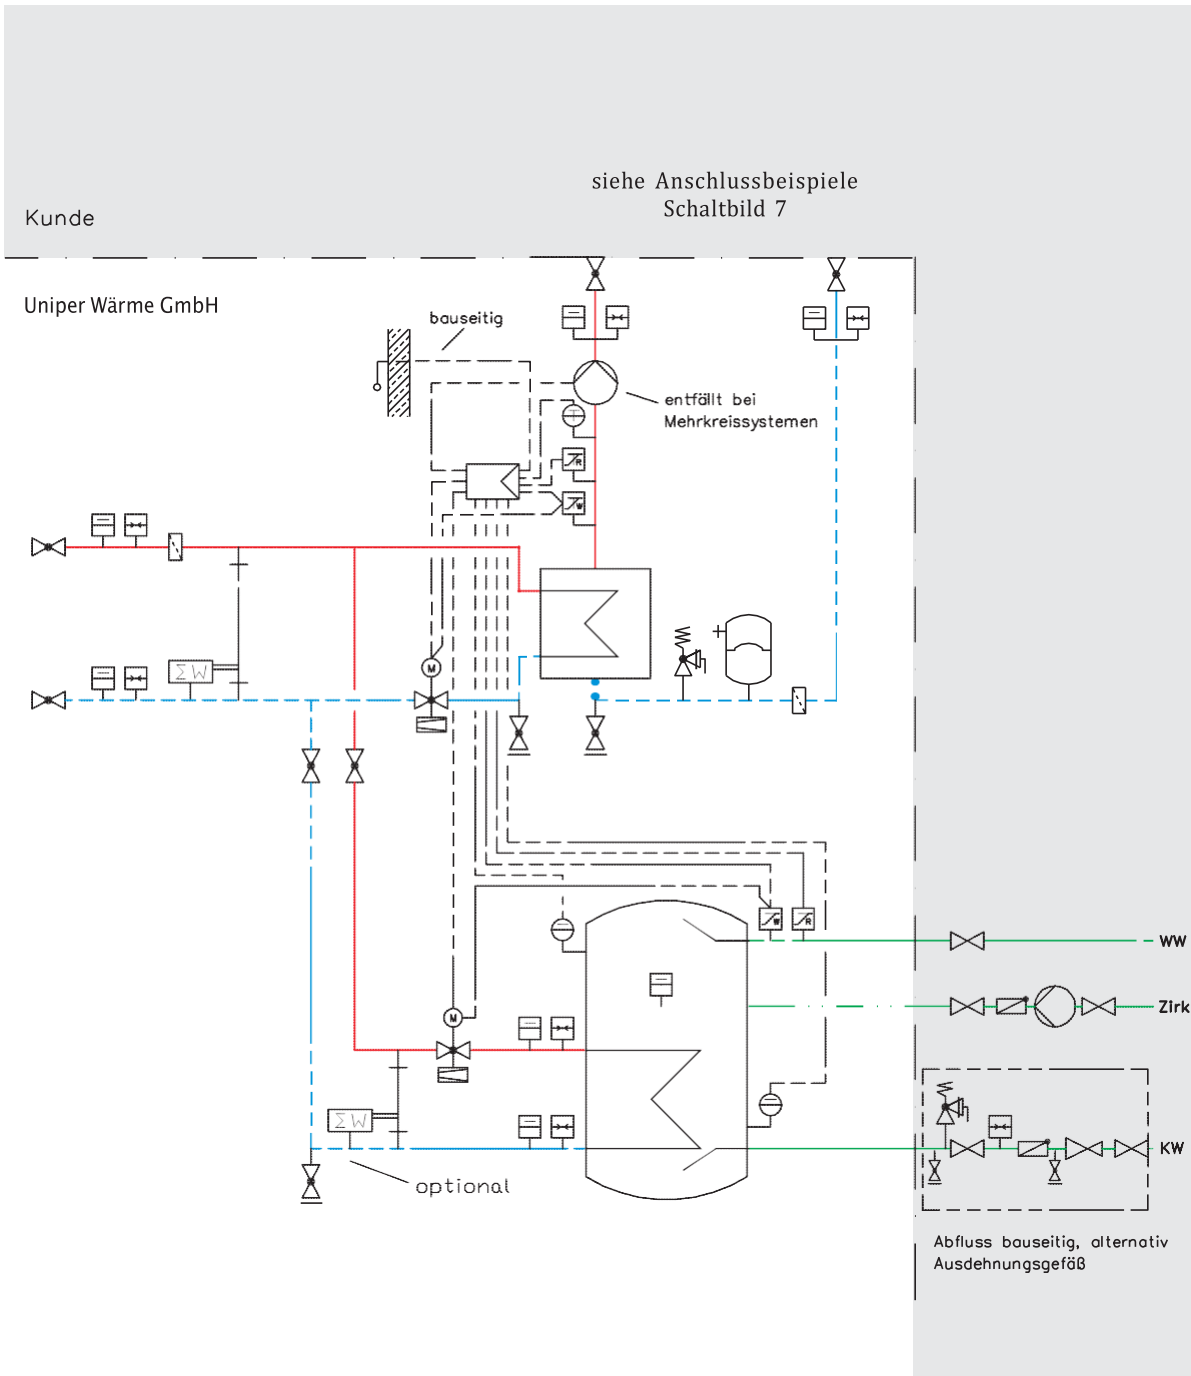 siehe Anschlussbeispiele
Schaltbild 7
Kunde
Uniper Wärme GmbH
bauseitig
entfällt bei
Mehrkreissystemen
R
W
ΣW
M
W
R
WW
Zirk
M
ΣW
KW
optional
Abfluss bauseitig, alternativ
Ausdehnungsgefäß